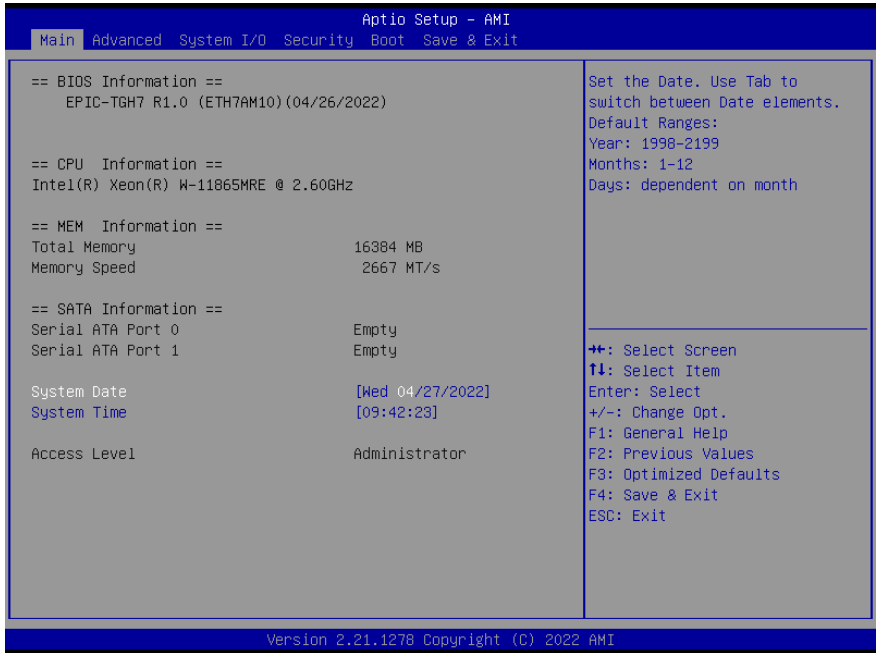 Aptio Setup – AMI
Main Advanced System I/O Security Boot Save & Exit
== BIOS Information ==
EPIC-TGH7 R1.0 (ETH7AM10)(04/26/2022)
== CPU Information ==
Intel(R) Xeon(R) W-11865MRE @ 2.60GHz
== MEM Information ==
Total Memory 16384 MB
Memory Speed 2667 MT/s
== SATA Information ==
Serial ATA Port 0 Empty
Serial ATA Port 1 Empty
System Date [Wed 04/27/2022]
System Time [09:42:23]
Access Level Administrator
Set the Date. Use Tab to
switch between Date elements.
Default Ranges:
Year: 1998-2199
Months: 1-12
Days: dependent on month
→←: Select Screen
↑↓: Select Item
Enter: Select
+/-: Change Opt.
F1: General Help
F2: Previous Values
F3: Optimized Defaults
F4: Save & Exit
ESC: Exit
Version 2.21.1278 Copyright (C) 2022 AMI